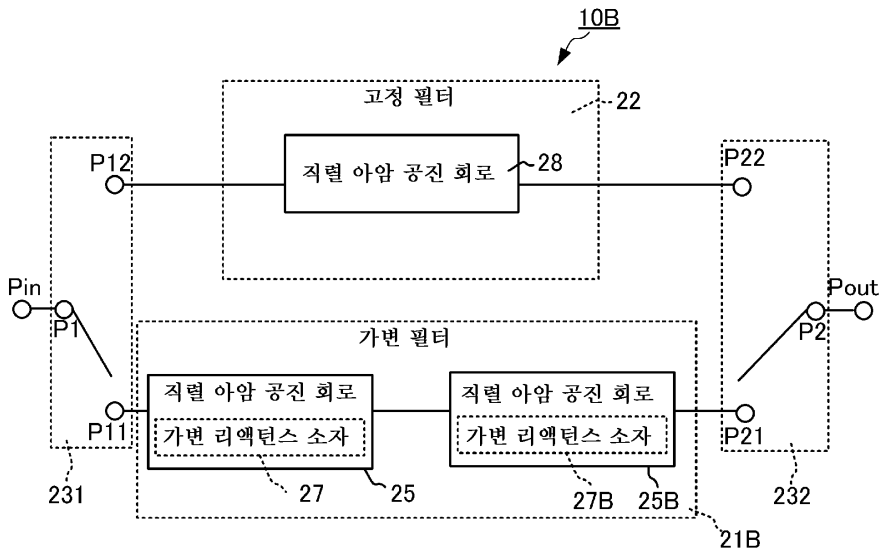 10B
고정 필터
22
P12
직렬 아암 공진 회로
28
P22
Pin
P1
Pout
P2
가변 필터
직렬 아암 공진 회로
직렬 아암 공진 회로
P11
가변 리액턴스 소자
가변 리액턴스 소자
P21
231
27
25
27B
25B
232
21B